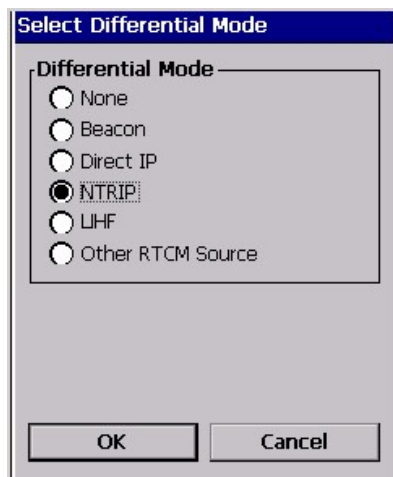 Select Differential Mode
Differential Mode
None
Beacon
Direct IP
NTRIP
UHF
Other RTCM Source
OK
Cancel